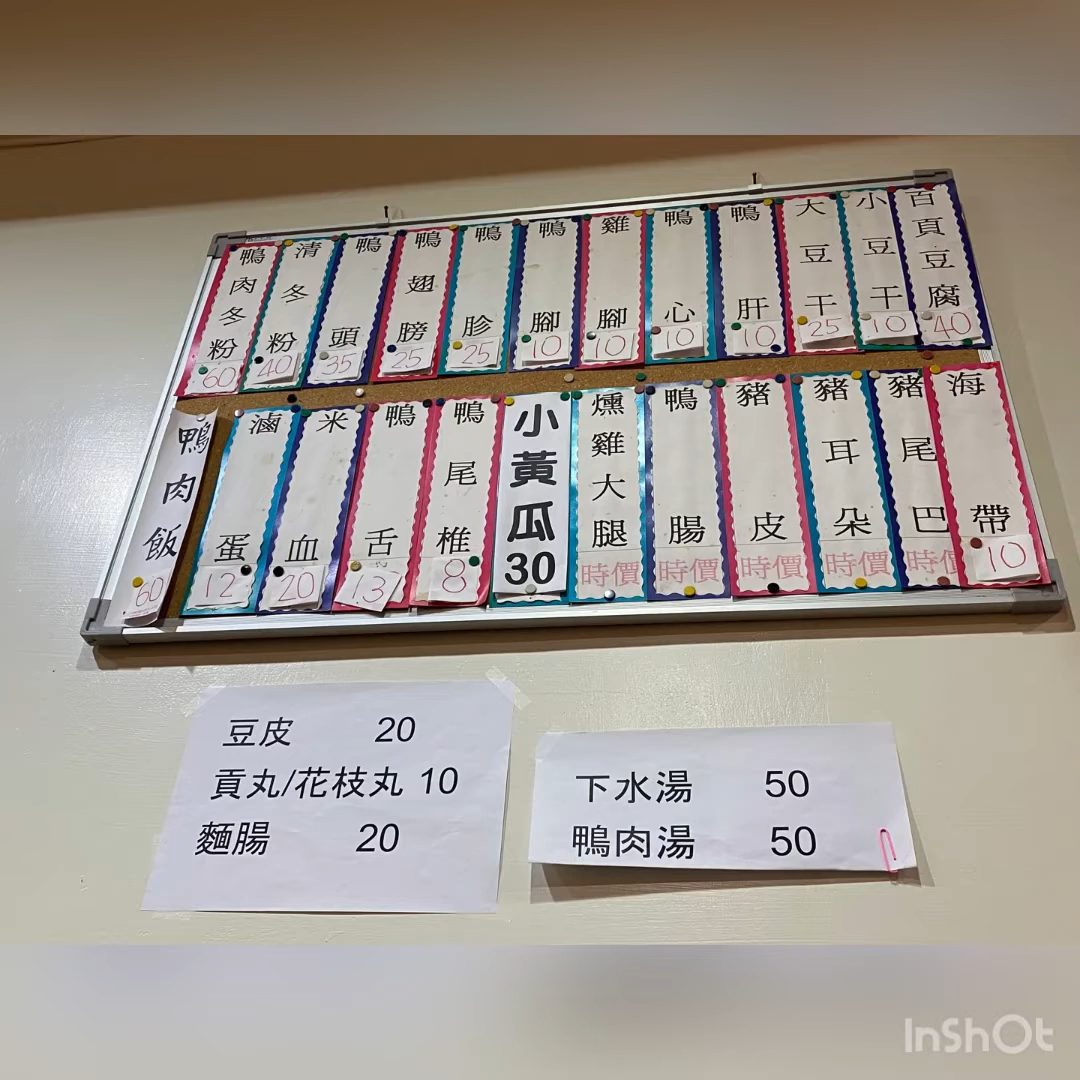 鴨肉冬粉 60
清冬粉 40
鴨頭 35
鴨翅膀 25
鴨胗 25
鴨腳 10
雞腳 10
鴨心 10
鴨肝 10
大豆干 25
小豆干 10
百頁豆腐 40
鴨肉飯 60
滷蛋 12
米血 20
鴨舌 13
鴨尾椎 8
小黃瓜 30
燻雞大腿 時價
鴨腸 時價
豬皮 時價
豬耳朵 時價
豬尾巴 時價
海帶 10
豆皮 20
貢丸/花枝丸 10
麵腸 20
下水湯 50
鴨肉湯 50
InShOt